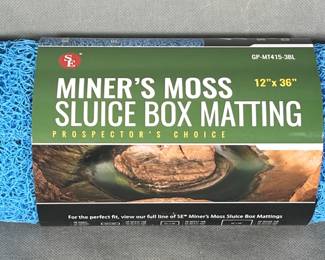 SE
GP-MT415-3BL
MINER'S MOSS
12"x 36"
SLUICE BOX MATTING
PROSPECTOR'S CHOICE
For the perfect fit, view our full line of SE® Miner's Moss Sluice Box Mattings